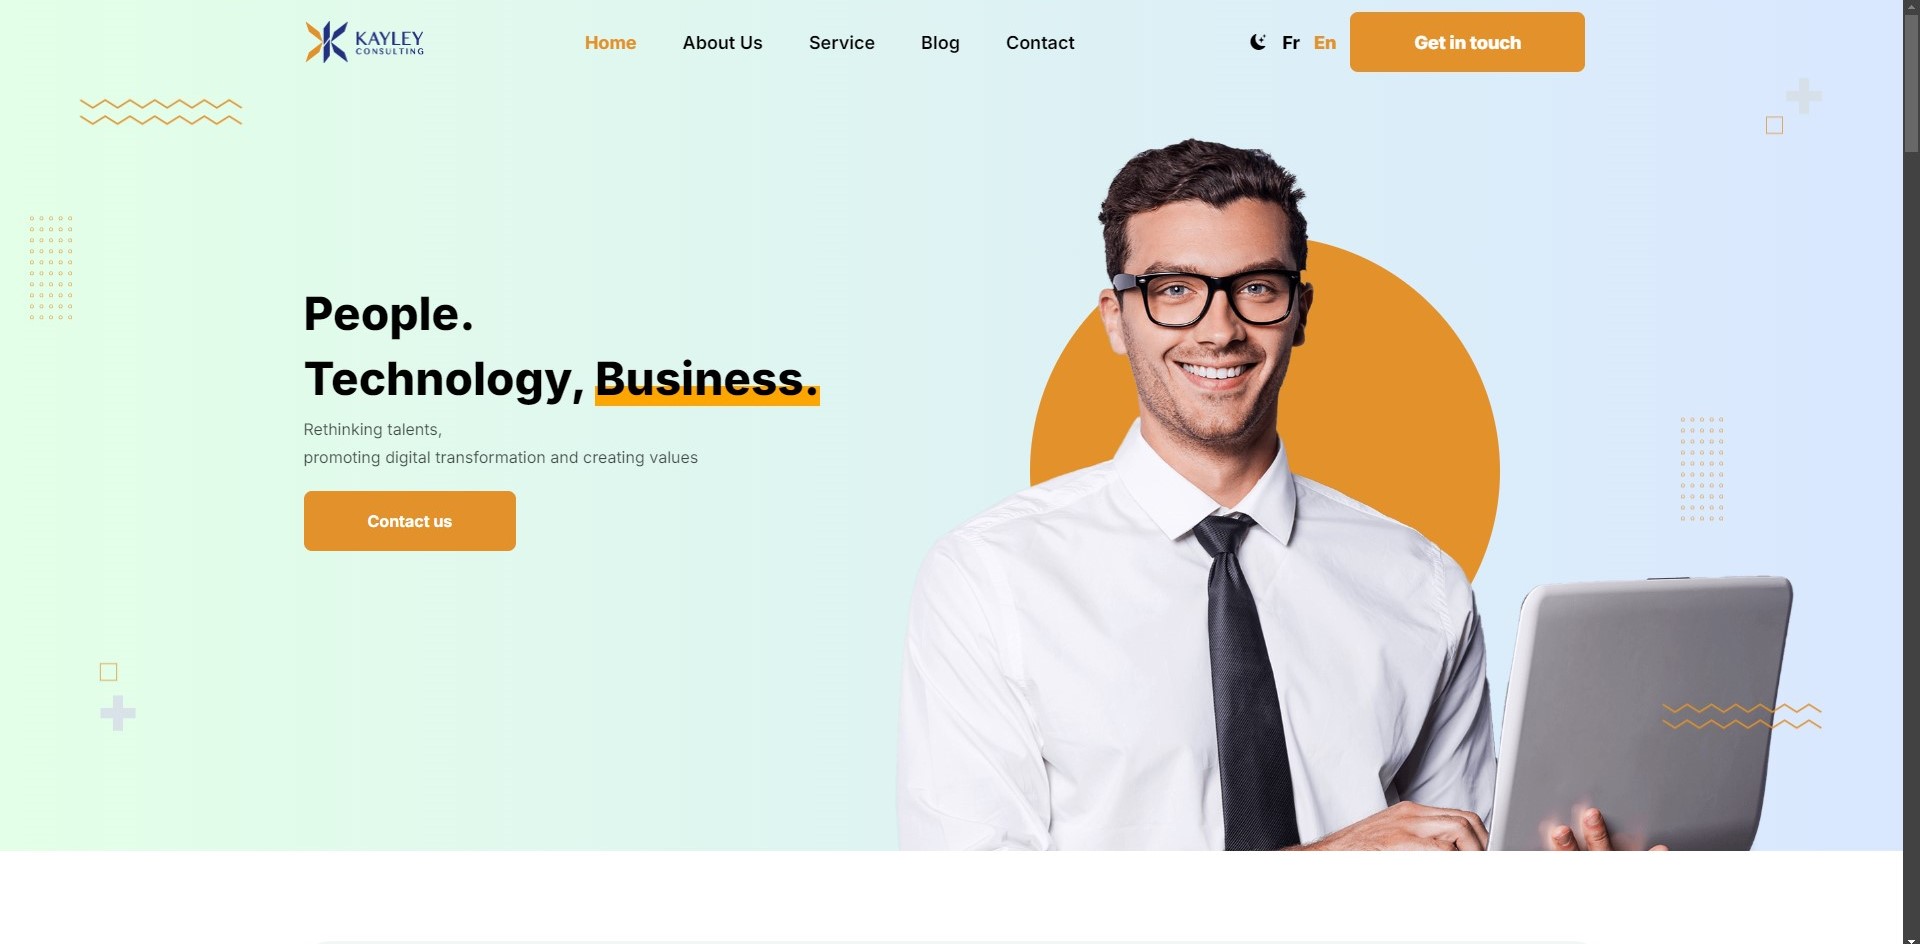 KAYLEY
CONSULTING
Home
About Us
Service
Blog
Contact
Fr
En
Get in touch
People.
Technology, Business.
Rethinking talents,
promoting digital transformation and creating values
Contact us